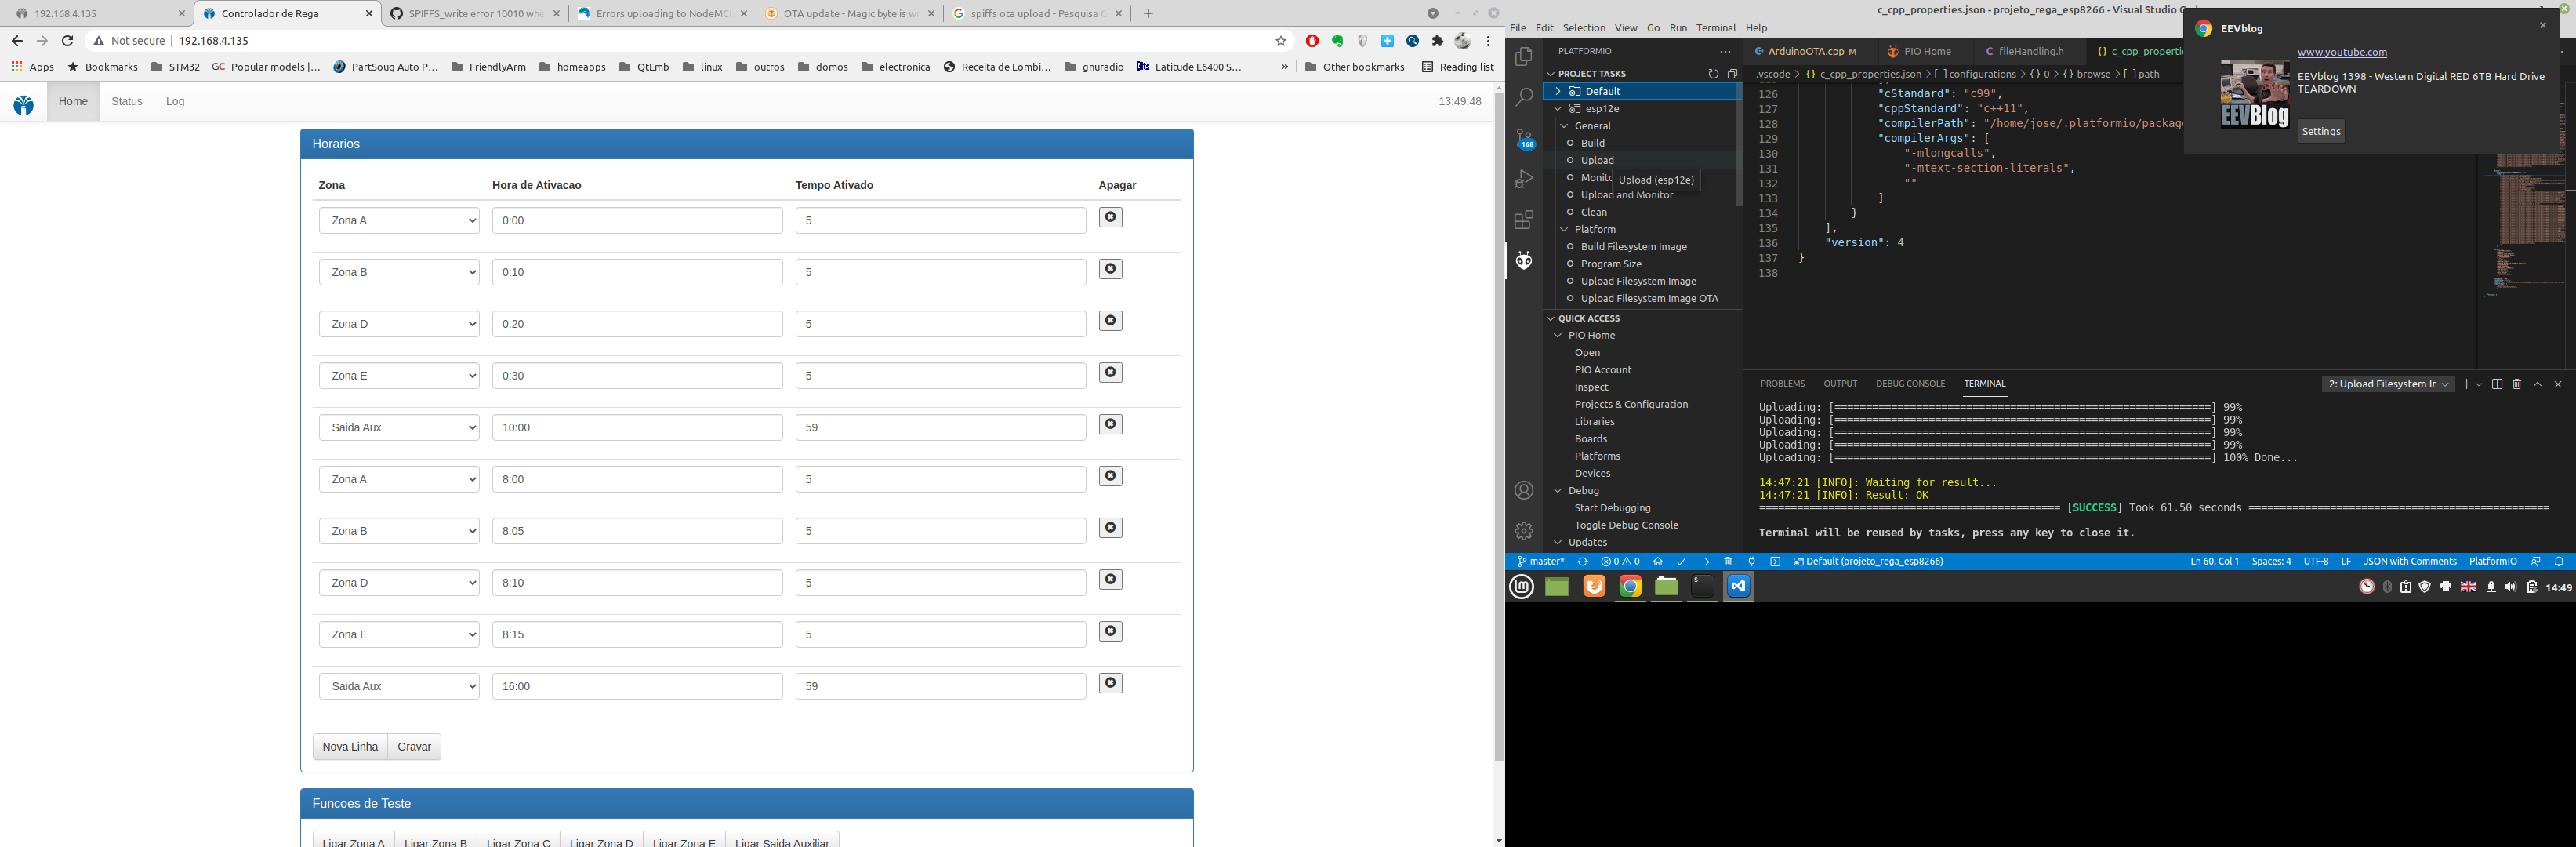 192.168.4.135
Controlador de Rega
SPIFFS_write error 10010 whe
Errors uploading to NodeMC
OTA update - Magic byte is w
spiffs ota upload - Pesquisa G
Not secure
192.168.4.135
Apps
Bookmarks
STM32
GC Popular models |…
PartSouq Auto P…
FriendlyArm
homeapps
QtEmb
linux
outros
domos
electronica
Receita de Lombi…
gnuradio
Bits Latitude E6400 S…
»
Other bookmarks
Reading list
Home
Status
Log
13:49:48
Horarios
Zona Hora de Ativacao Tempo Ativado Apagar
Zona A 0:00 5
Zona B 0:10 5
Zona D 0:20 5
Zona E 0:30 5
Saida Aux 10:00 59
Zona A 8:00 5
Zona B 8:05 5
Zona D 8:10 5
Zona E 8:15 5
Saida Aux 16:00 59
Nova Linha
Gravar
Funcoes de Teste
Ligar Zona A
Ligar Zona B
Ligar Zona C
Ligar Zona D
Ligar Zona E
Ligar Saida Auxiliar
c_cpp_properties.json - projeto_rega_esp8266 - Visual Studio
File Edit Selection View Go Run Terminal Help
PLATFORMIO
PROJECT TASKS
Default
esp12e
General
Build
Upload
Monito
Upload (esp12e)
Upload and Monitor
Clean
Platform
Build Filesystem Image
Program Size
Upload Filesystem Image
Upload Filesystem Image OTA
QUICK ACCESS
PIO Home
Open
PIO Account
Inspect
Projects & Configuration
Libraries
Boards
Platforms
Devices
Debug
Start Debugging
Toggle Debug Console
Updates
168
ArduinoOTA.cpp M
PIO Home
C fileHandling.h
{} c_cpp_properti
.vscode > {} c_cpp_properties.json > [ ] configurations > {} 0 > {} browse > [ ] path
126 "cStandard": "c99",
127 "cppStandard": "c++11",
128 "compilerPath": "/home/jose/.platformio/packag
129 "compilerArgs": [
130 "-mlongcalls",
131 "-mtext-section-literals",
132 ""
133 ]
134 }
135 ],
136 "version": 4
137 }
138
EEVblog
www.youtube.com
EEVblog 1398 - Western Digital RED 6TB Hard Drive
TEARDOWN
EEVBlog
Settings
PROBLEMS OUTPUT DEBUG CONSOLE TERMINAL
2: Upload Filesystem In
Uploading: [============================================================] 99%
Uploading: [============================================================] 99%
Uploading: [============================================================] 99%
Uploading: [============================================================] 99%
Uploading: [============================================================] 100% Done...
14:47:21 [INFO]: Waiting for result...
14:47:21 [INFO]: Result: OK
================================================ [SUCCESS] Took 61.50 seconds ================================================
Terminal will be reused by tasks, press any key to close it.
master*
0
0
Default (projeto_rega_esp8266)
Ln 60, Col 1
Spaces: 4
UTF-8
LF
JSON with Comments
PlatformIO
14:49